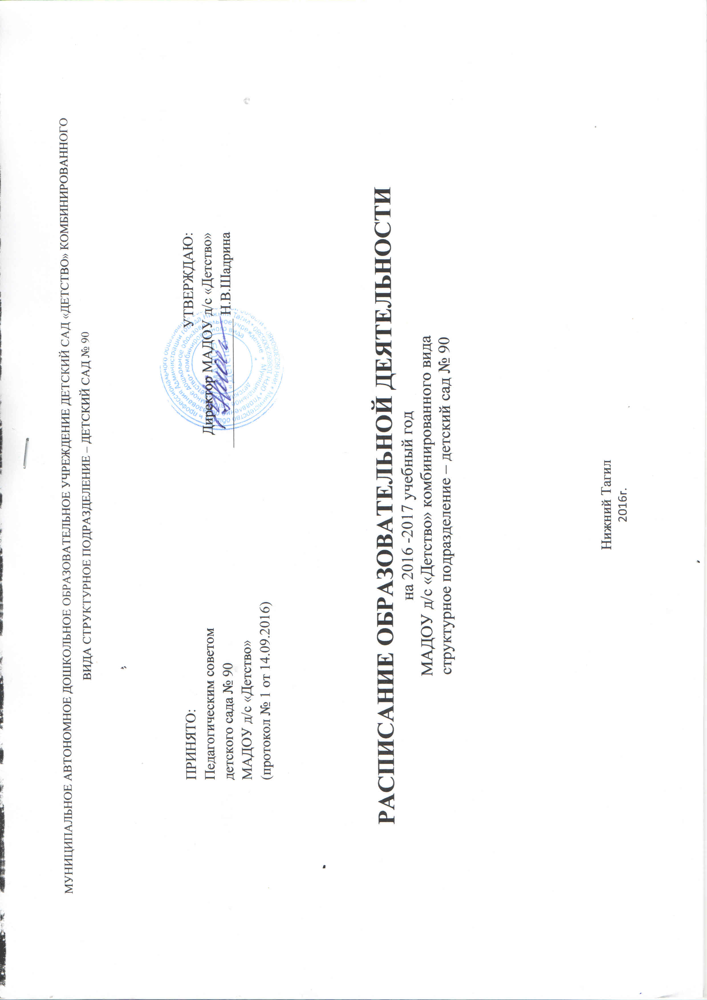 МУНИЦИПАЛЬНОЕ АВТОНОМНОЕ ДОШКОЛЬНОЕ ОБРАЗОВАТЕЛЬНОЕ УЧРЕЖДЕНИЕ ДЕТСКИЙ САД «ДЕТСТВО» КОМБИНИРОВАННОГО
ВИДА СТРУКТУРНОЕ ПОДРАЗДЕЛЕНИЕ – ДЕТСКИЙ САД № 90
ПРИНЯТО:
Педагогическим советом
детского сада № 90
МАДОУ д/с «Детство»
(протокол № 1 от 14.09.2016)
УТВЕРЖДАЮ:
Директор МАДОУ д/с «Детство»
Н.В.Шадрина
РАСПИСАНИЕ ОБРАЗОВАТЕЛЬНОЙ ДЕЯТЕЛЬНОСТИ
на 2016 -2017 учебный год
МАДОУ д/с «Детство» комбинированного вида
структурное подразделение – детский сад № 90
Нижний Тагил
2016г.